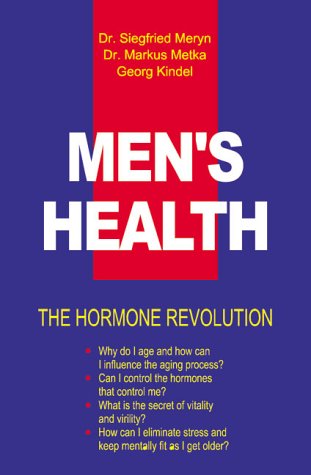 Dr. Siegfried Meryn
Dr. Markus Metka
Georg Kindel
MEN'S
HEALTH
THE HORMONE REVOLUTION
• Why do I age and how can
I influence the aging process?
• Can I control the hormones
that control me?
• What is the secret of vitality
and virility?
• How can I eliminate stress and
keep mentally fit as I get older?